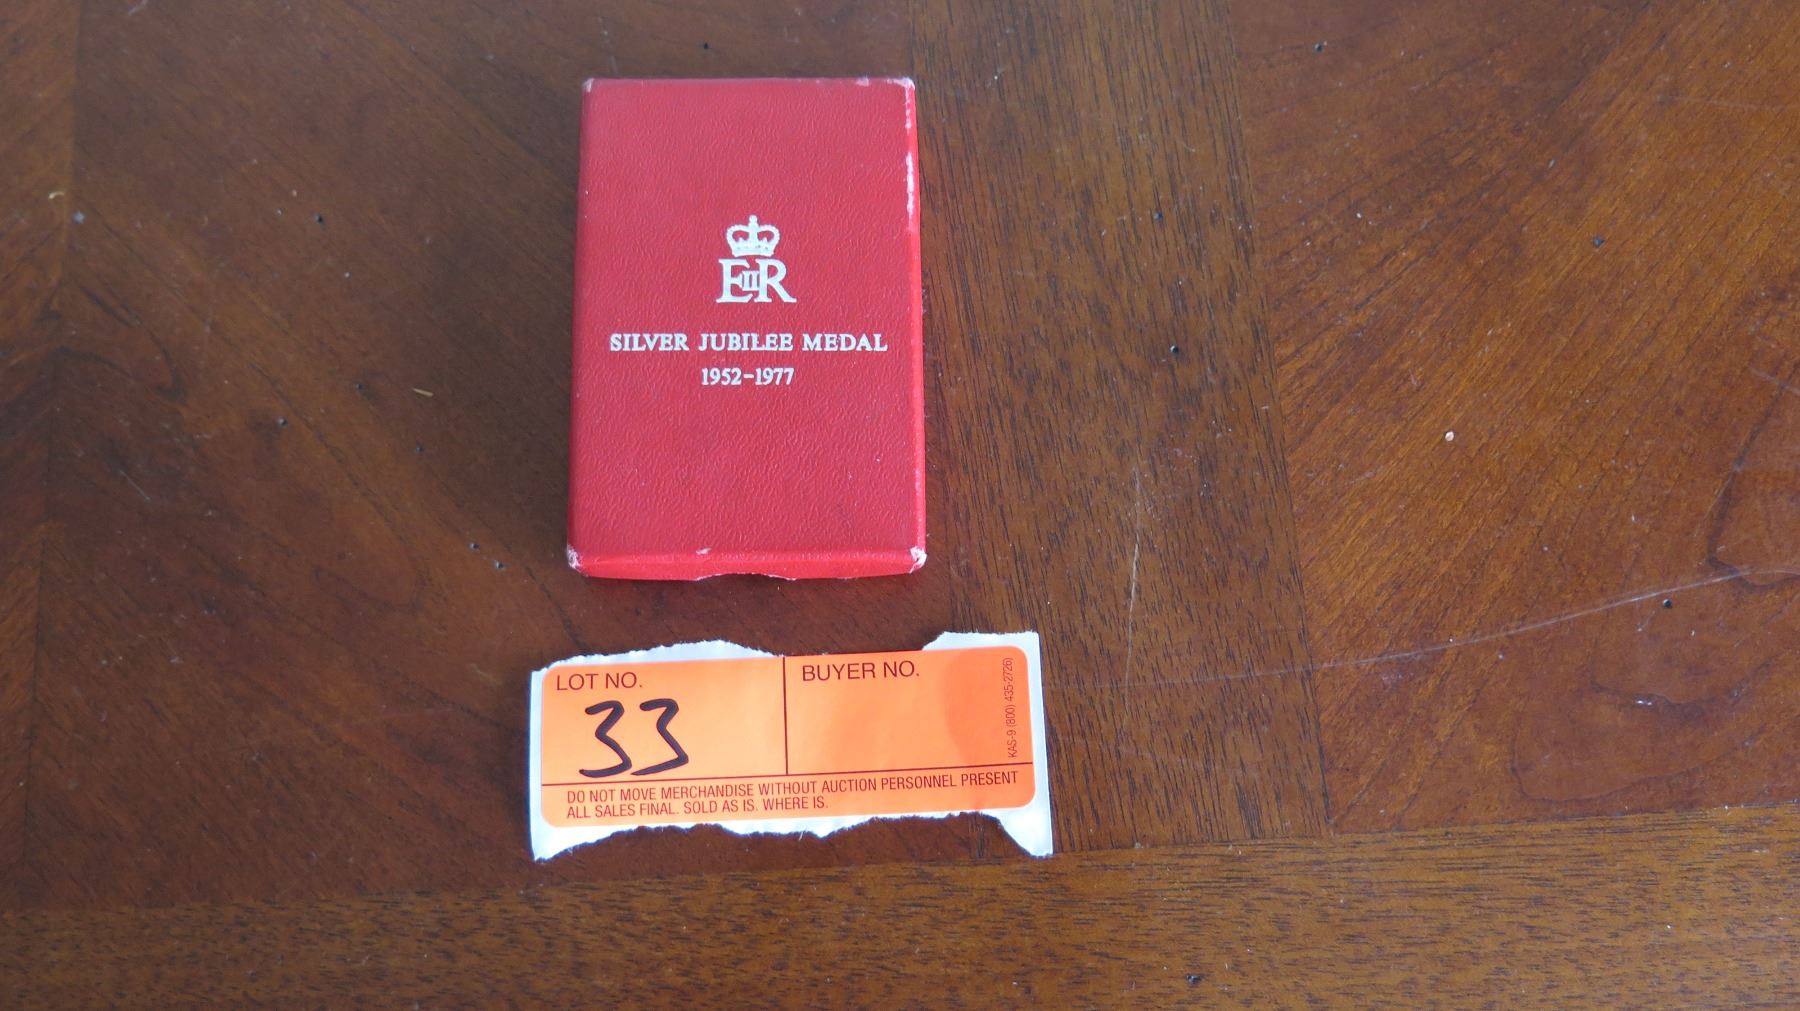 EIIR
SILVER JUBILEE MEDAL
1952-1977
LOT NO.
33
BUYER NO.
KAS-9 (800) 435-2726)
DO NOT MOVE MERCHANDISE WITHOUT AUCTION PERSONNEL PRESENT
ALL SALES FINAL. SOLD AS IS. WHERE IS.